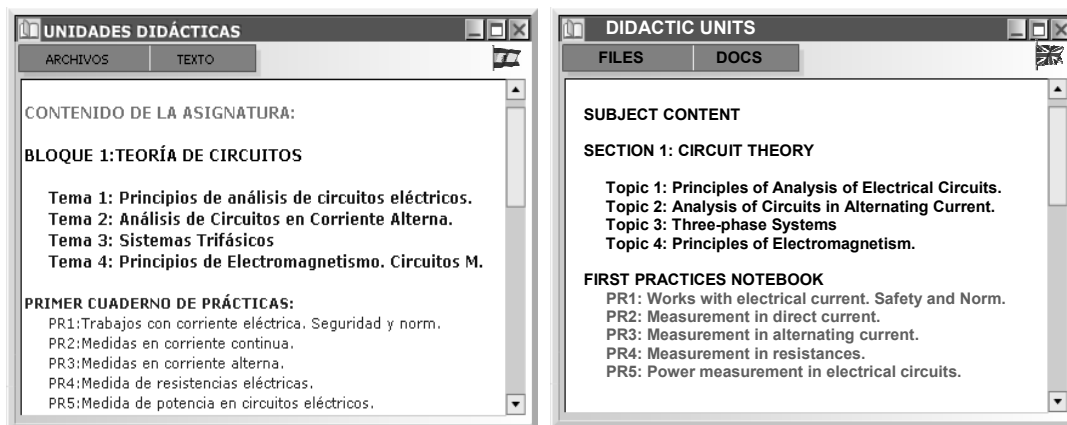 UNIDADES DIDÁCTICAS
ARCHIVOS TEXTO
CONTENIDO DE LA ASIGNATURA:
BLOQUE 1:TEORÍA DE CIRCUITOS
Tema 1: Principios de análisis de circuitos eléctricos.
Tema 2: Análisis de Circuitos en Corriente Alterna.
Tema 3: Sistemas Trifásicos
Tema 4: Principios de Electromagnetismo. Circuitos M.
PRIMER CUADERNO DE PRÁCTICAS:
PR1:Trabajos con corriente eléctrica. Seguridad y norm.
PR2:Medidas en corriente continua.
PR3:Medidas en corriente alterna.
PR4:Medida de resistencias eléctricas.
PR5:Medida de potencia en circuitos eléctricos.
DIDACTIC UNITS
FILES DOCS
SUBJECT CONTENT
SECTION 1: CIRCUIT THEORY
Topic 1: Principles of Analysis of Electrical Circuits.
Topic 2: Analysis of Circuits in Alternating Current.
Topic 3: Three-phase Systems
Topic 4: Principles of Electromagnetism.
FIRST PRACTICES NOTEBOOK
PR1: Works with electrical current. Safety and Norm.
PR2: Measurement in direct current.
PR3: Measurement in alternating current.
PR4: Measurement in resistances.
PR5: Power measurement in electrical circuits.